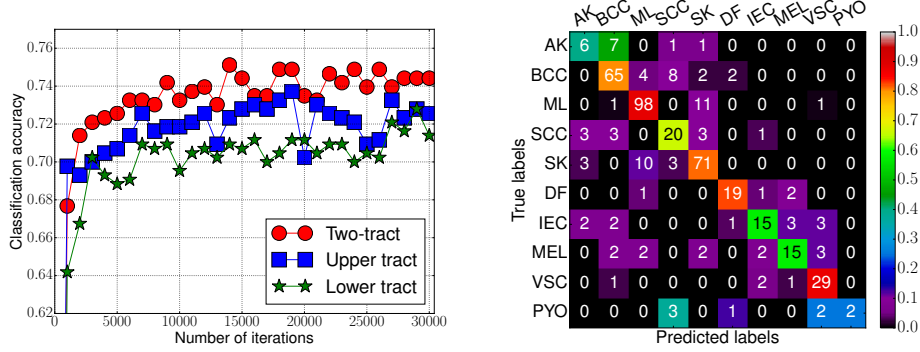 0.76
0.74
0.72
0.70
0.68
0.66
0.64
0.62
0
5000
10000
15000
20000
25000
30000
Classification accuracy
Number of iterations
Two-tract
Upper tract
Lower tract
AK BCC ML SCC SK DF IEC MEL VSC PYO
AK 6 7 0 1 1 0 0 0 0 0
BCC 0 65 4 8 2 2 0 0 0 0
ML 0 1 98 0 11 0 0 0 1 0
SCC 3 3 0 20 3 0 1 0 0 0
SK 3 0 10 3 71 0 0 0 0 0
DF 0 0 1 0 0 19 1 2 0 0
IEC 2 2 0 0 0 1 15 3 3 0
MEL 0 2 2 0 2 0 2 15 3 0
VSC 0 1 0 0 0 0 2 1 29 0
PYO 0 0 0 3 0 1 0 0 2 2
True labels
Predicted labels
1.0
0.9
0.8
0.7
0.6
0.5
0.4
0.3
0.2
0.1
0.0